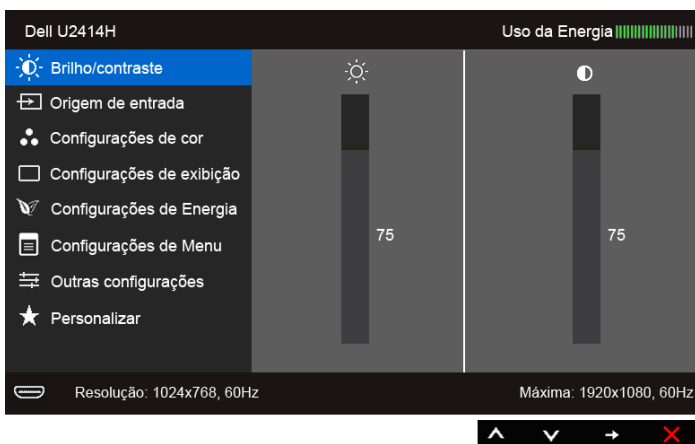 Dell U2414H Uso da Energia
Brilho/contraste
Origem de entrada
Configurações de cor
Configurações de exibição
Configurações de Energia
Configurações de Menu
Outras configurações
Personalizar
75 75
Resolução: 1024x768, 60Hz Máxima: 1920x1080, 60Hz